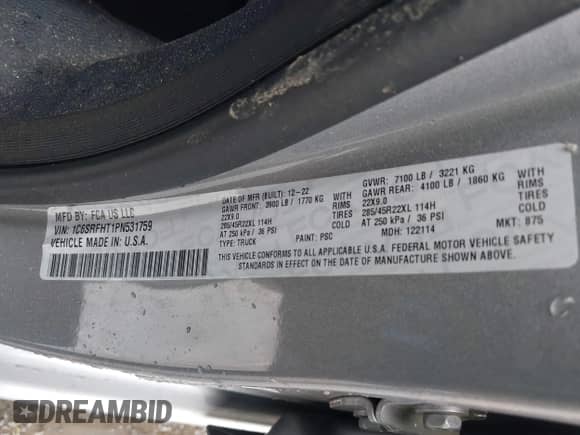 MFD BY: FCA US LLC
VIN: 1C6SRFHT1PN531759
VEHICLE MADE IN: U.S.A.
DATE OF MFR (BUILT): 12-22
GAWR FRONT: 3900 LB / 1770 KG
22X9.0 RIMS
285/45R22XL 114H TIRES
AT 250 kPa / 36 PSI COLD
TYPE: TRUCK PAINT: PSC
GVWR: 7100 LB / 3221 KG
GAWR REAR: 4100 LB / 1860 KG
22X9.0 RIMS
285/45R22XL 114H TIRES
AT 250 kPa / 36 PSI COLD
MDH: 122114 MKT: 875
THIS VEHICLE CONFORMS TO ALL APPLICABLE U.S.A. FEDERAL MOTOR VEHICLE SAFETY
STANDARDS IN EFFECT ON THE DATE OF MANUFACTURE SHOWN ABOVE.
DREAMBID